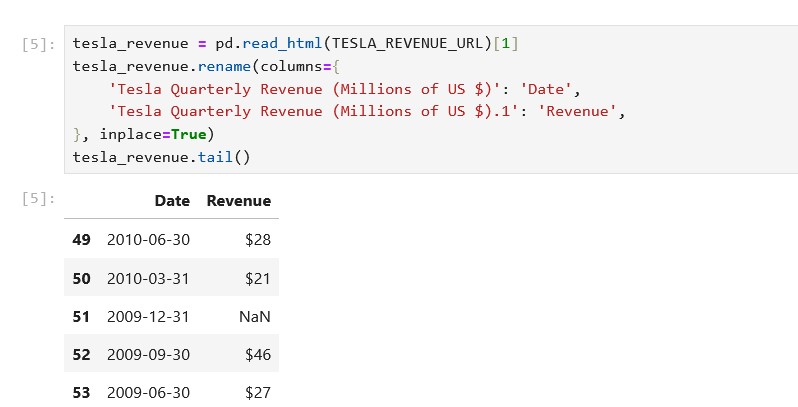 [5]: tesla_revenue = pd.read_html(TESLA_REVENUE_URL)[1]
tesla_revenue.rename(columns={
    'Tesla Quarterly Revenue (Millions of US $)': 'Date',
    'Tesla Quarterly Revenue (Millions of US $).1': 'Revenue',
}, inplace=True)
tesla_revenue.tail()
[5]:
Date Revenue
49 2010-06-30 $28
50 2010-03-31 $21
51 2009-12-31 NaN
52 2009-09-30 $46
53 2009-06-30 $27